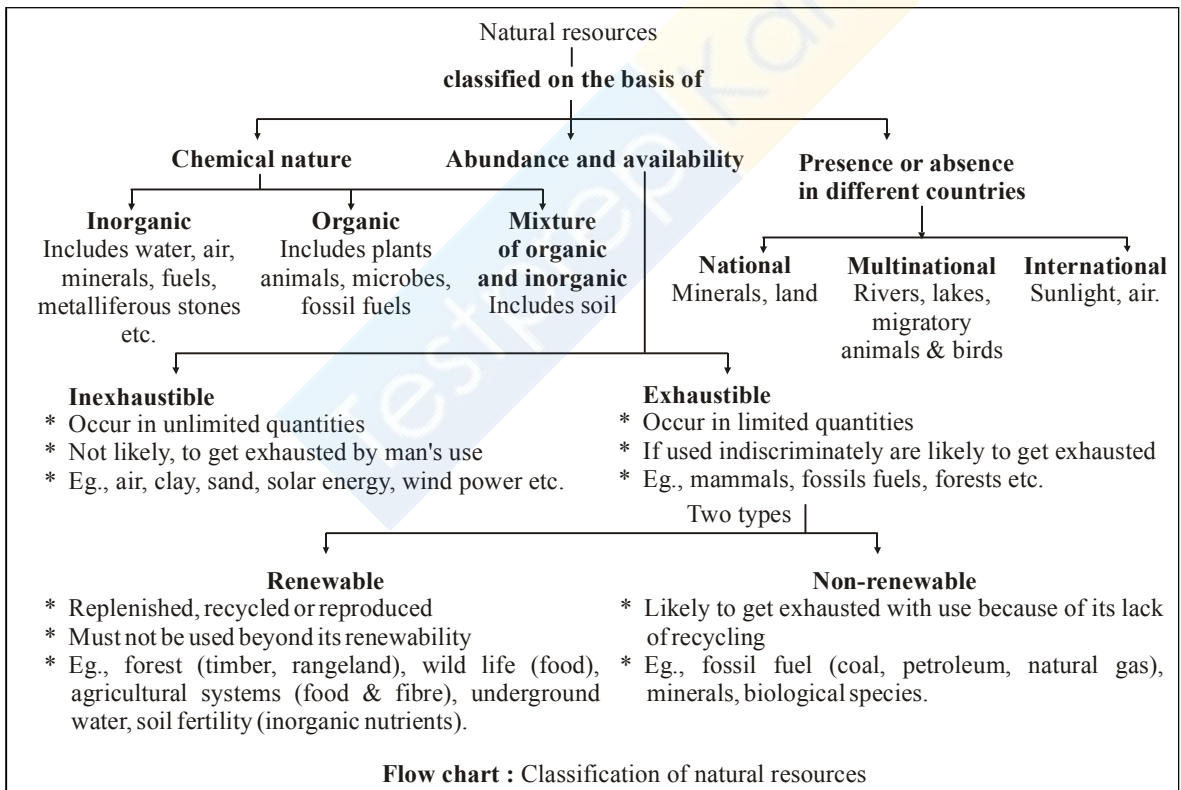 Natural resources
classified on the basis of
Chemical nature
Abundance and availability
Presence or absence
in different countries
Inorganic
Includes water, air,
minerals, fuels,
metalliferous stones
etc.
Organic
Includes plants
animals, microbes,
fossil fuels
Mixture
of organic
and inorganic
Includes soil
National
Minerals, land
Multinational
Rivers, lakes,
migratory
animals & birds
International
Sunlight, air.
Inexhaustible
* Occur in unlimited quantities
* Not likely, to get exhausted by man's use
* Eg., air, clay, sand, solar energy, wind power etc.
Exhaustible
* Occur in limited quantities
* If used indiscriminately are likely to get exhausted
* Eg., mammals, fossils fuels, forests etc.
Two types
Renewable
* Replenished, recycled or reproduced
* Must not be used beyond its renewability
* Eg., forest (timber, rangeland), wild life (food),
agricultural systems (food & fibre), underground
water, soil fertility (inorganic nutrients).
Non-renewable
* Likely to get exhausted with use because of its lack
of recycling
* Eg., fossil fuel (coal, petroleum, natural gas),
minerals, biological species.
Flow chart : Classification of natural resources